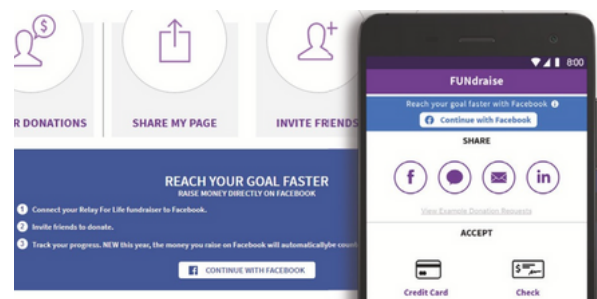 R DONATIONS
SHARE MY PAGE
INVITE FRIENDS
REACH YOUR GOAL FASTER
RAISE MONEY DIRECTLY ON FACEBOOK
1 Connect your Relay For Life fundraiser to Facebook.
2 Invite friends to donate.
3 Track your progress. NEW this year, the money you raise on Facebook will automaticallybe coun
f CONTINUE WITH FACEBOOK
8:00
FUNdraise
Reach your goal faster with Facebook
Continue with Facebook
SHARE
f
in
View Example Donation Requests
ACCEPT
Credit Card
Check